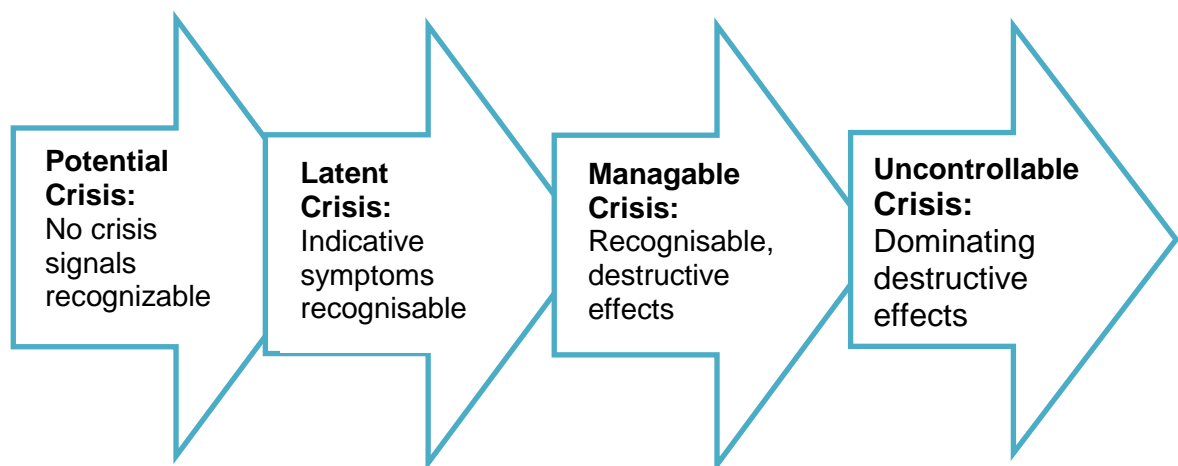 Potential
Crisis:
No crisis
signals
recognizable
Latent
Crisis:
Indicative
symptoms
recognisable
Managable
Crisis:
Recognisable,
destructive
effects
Uncontrollable
Crisis:
Dominating
destructive
effects